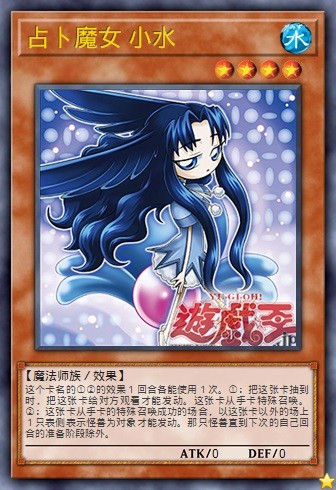 占卜魔女 小水
水
YU-GI-OH!
遊戯王
【魔法师族/效果】
这个卡名的①②的效果1回合各能使用1次。①:把这张卡抽到
时,把这张卡给对方观看才能发动。这张卡从手卡特殊召唤。
②:这张卡从手卡的特殊召唤成功的场合,以这张卡以外的场上
1只表侧表示怪兽为对象才能发动。那只怪兽直到下次的自己回
合的准备阶段除外。
ATK/0 DEF/0